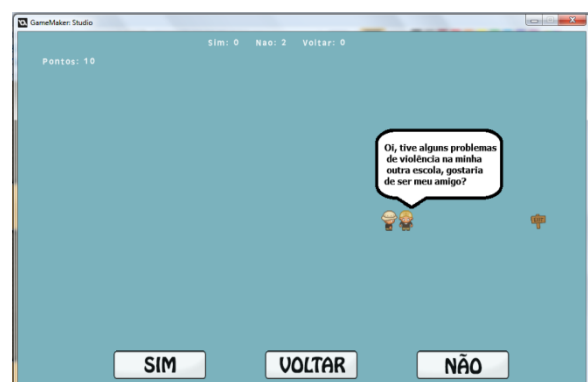 GameMaker: Studio
Sim: 0 Nao: 2 Voltar: 0
Pontos: 10
Oi, tive alguns problemas
de violência na minha
outra escola, gostaria
de ser meu amigo?
SIM VOLTAR NÃO